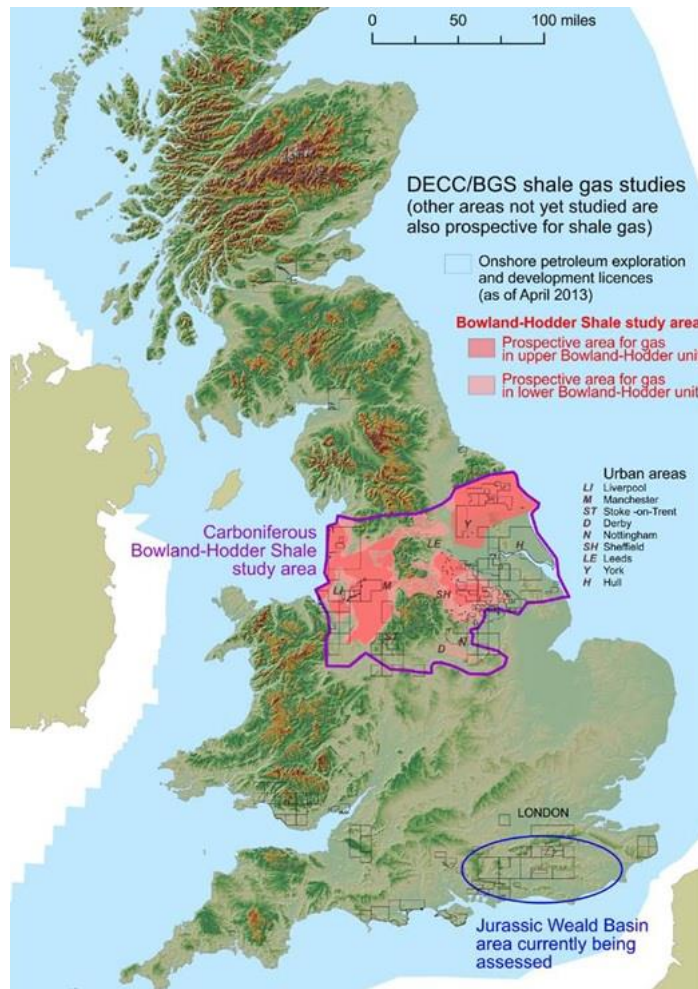 0 50 100 miles
DECC/BGS shale gas studies
(other areas not yet studied are
also prospective for shale gas)
Onshore petroleum exploration
and development licences
(as of April 2013)
Bowland-Hodder Shale study area
Prospective area for gas
in upper Bowland-Hodder unit
Prospective area for gas
in lower Bowland-Hodder unit
Urban areas
LI Liverpool
M Manchester
ST Stoke-on-Trent
D Derby
N Nottingham
SH Sheffield
LE Leeds
Y York
H Hull
Carboniferous
Bowland-Hodder Shale
study area
Y
LE
H
LI
M
SH
ST
D
N
LONDON
Jurassic Weald Basin
area currently being
assessed